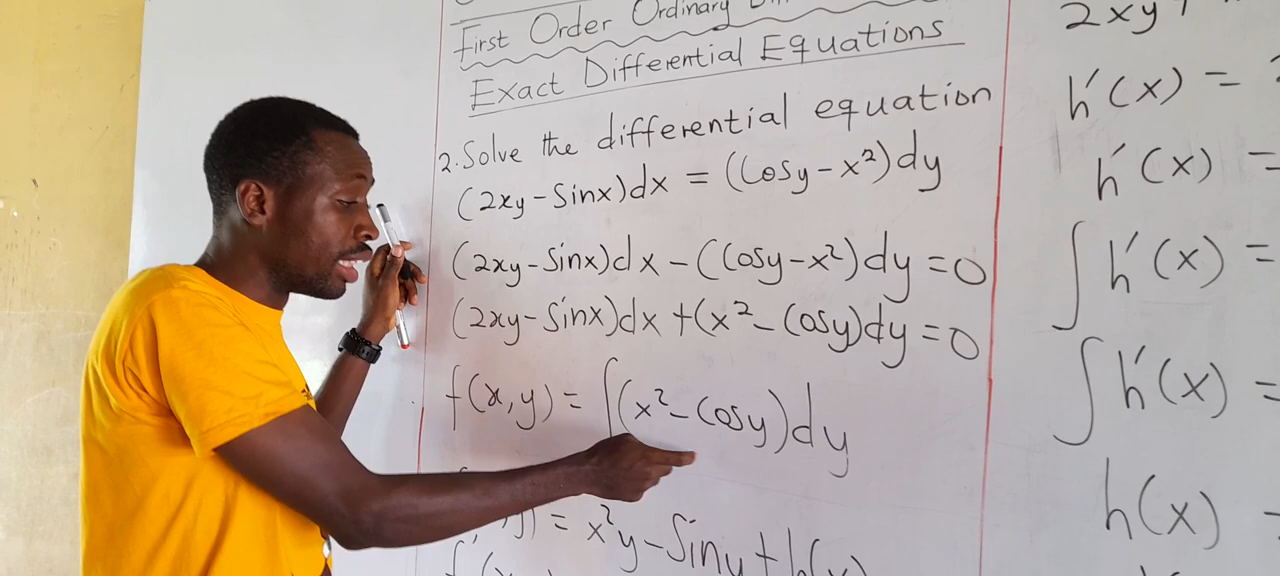 First Order Ordinary
Exact Differential Equations
2. Solve the differential equation
(2xy - Sinx)dx = (Cosy - x²)dy
(2xy - Sinx)dx - (Cosy - x²)dy = 0
(2xy - Sinx)dx + (x² - Cosy)dy = 0
f(x,y) = ∫(x² - Cosy)dy
y) = x²y - Siny + h(x)
2xy
h'(x) =
h'(x) =
∫h'(x) =
∫h'(x) =
h(x)